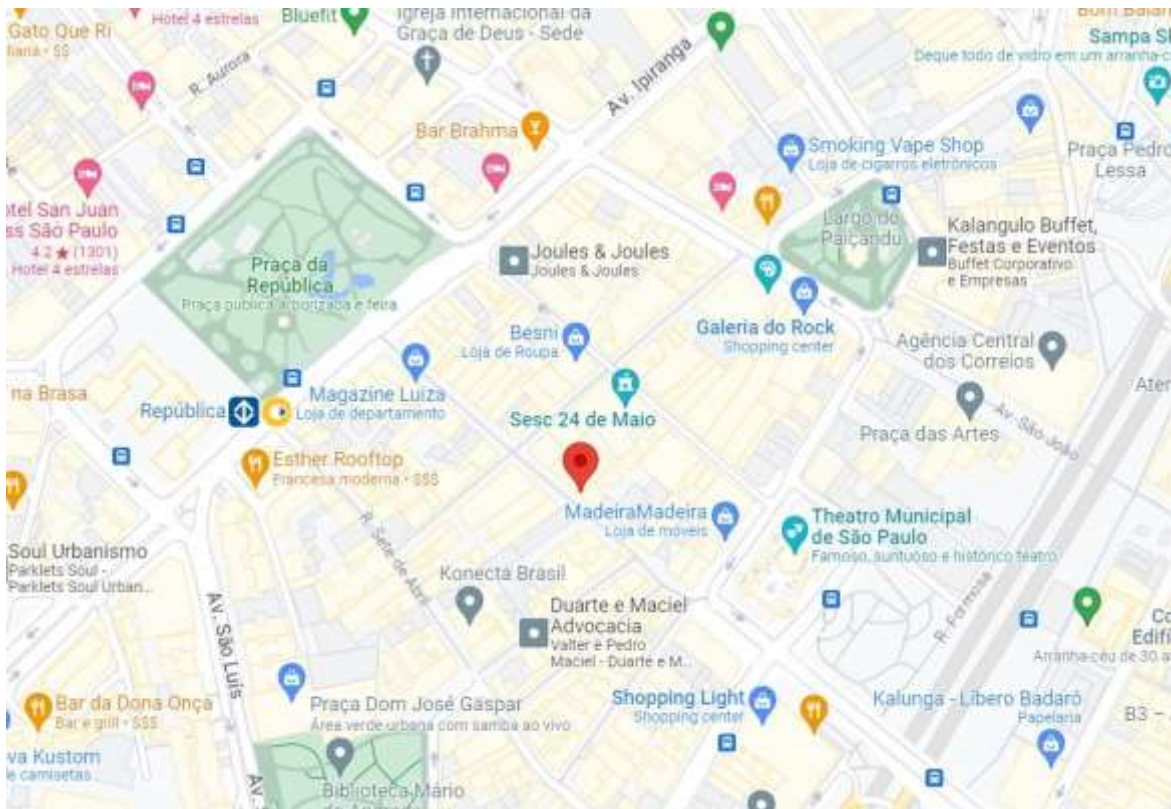 Gato Que Ri
Hotel 4 estrelas
Bluefit
Igreja Internacional da
Graça de Deus - Sede
Sampa
Deque todo de vidro em um
R. Aurora
Av. Ipiranga
Bar Brahma
Smoking Vape Shop
Loja de cigarros eletrônicos
Praça Pedro
Lessa
otel San Juan
ss São Paulo
4.2 ★ (1301)
Hotel 4 estrelas
Praça da
República
Praça pública arborizada e feira
Joules & Joules
Joules & Joules
Largo do
Paiçandu
Kalangulo Buffet,
Festas e Eventos
Buffet Corporativo
e Empresas
Besni
Loja de Roupa
Galeria do Rock
Shopping center
Agência Central
dos Correios
na Brasa
República
Magazine Luiza
Loja de departamento
Sesc 24 de Maio
Praça das Artes
Av. São João
Esther Rooftop
Francesa moderna • $$$
MadeiraMadeira
Loja de móveis
Theatro Municipal
de São Paulo
Famoso, suntuoso e histórico teatro
R. Sete de Abril
Soul Urbanismo
Parklets Soul -
Parklets Soul Urban...
Konecta Brasil
R. Formosa
Av. São Luís
Duarte e Maciel
Advocacia
Valter e Pedro
Maciel - Duarte e M...
Edifí
Arranha-céu de 30 a
Bar da Dona Onça
Bar e grill • $$$
Praça Dom José Gaspar
Área verde urbana com samba ao vivo
Shopping Light
Shopping center
Kalunga - Líbero Badaró
Papelaria
B3 -
va Kustom
e camisetas
Av.
Biblioteca Mário